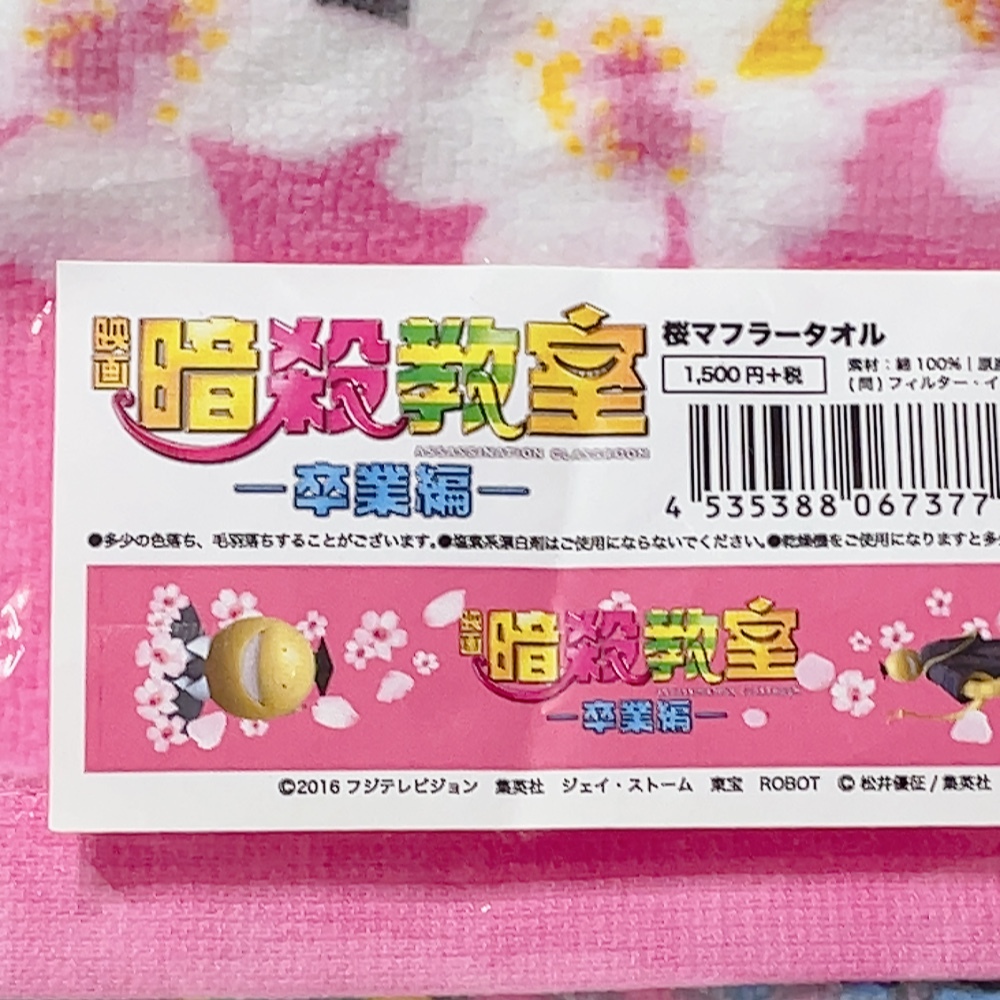 映画
暗殺教室
ASSASSINATION CLASSROOM
―卒業編―
桜マフラータオル
1,500円+税
素材：綿100% | 原産
(問)フィルター・イ
4 535388 067377
●多少の色落ち、毛羽落ちすることがございます。●塩素系漂白剤はご使用にならないでください。●乾燥機をご使用になりますと多
映画
暗殺教室
ASSASSINATION CLASSROOM
―卒業編―
©2016 フジテレビジョン 集英社 ジェイ・ストーム 東宝 ROBOT © 松井優征 / 集英社